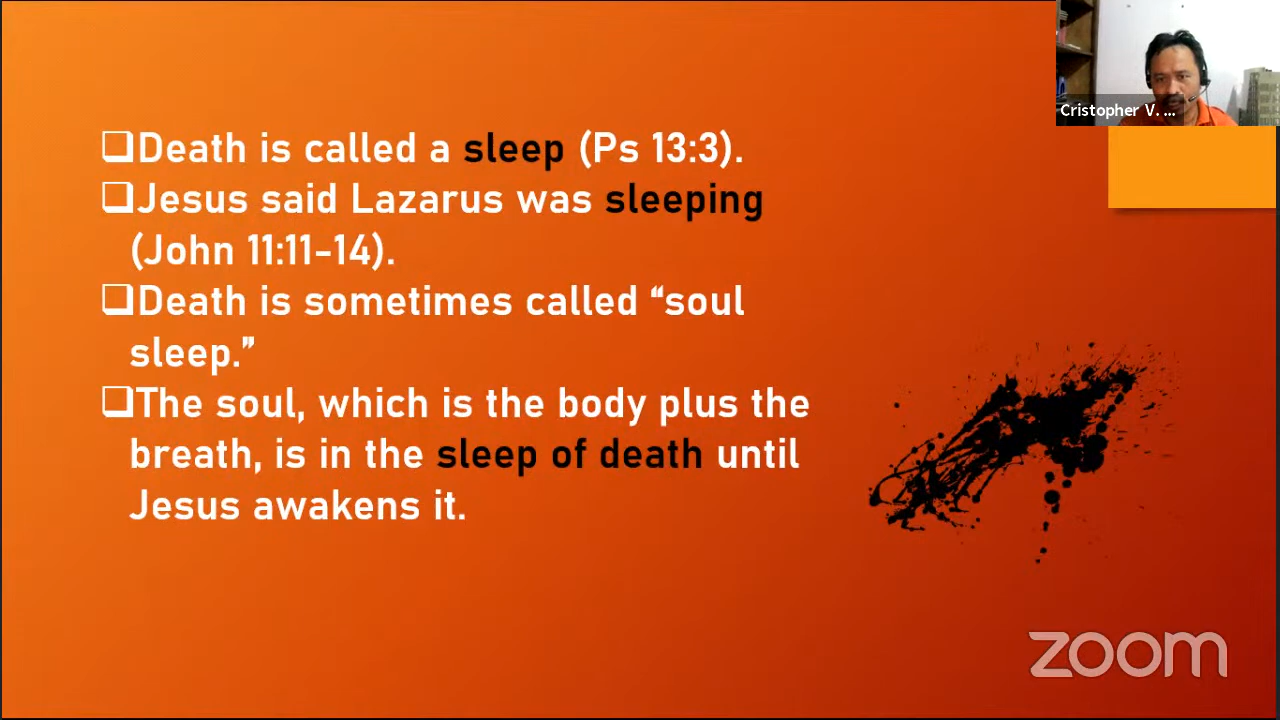 Cristopher V. ...
❑Death is called a sleep (Ps 13:3).
❑Jesus said Lazarus was sleeping
(John 11:11-14).
❑Death is sometimes called “soul
sleep.”
❑The soul, which is the body plus the
breath, is in the sleep of death until
Jesus awakens it.
zoom